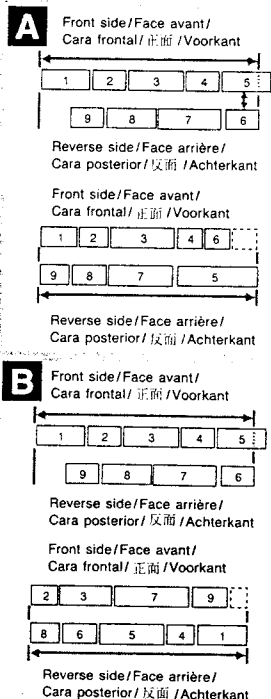 A
Front side/Face avant/
Cara frontal/正面/Voorkant
1 2 3 4 5
9 8 7 6
Reverse side/Face arrière/
Cara posterior/反面/Achterkant
Front side/Face avant/
Cara frontal/正面/Voorkant
1 2 3 4 6
9 8 7 5
Reverse side/Face arrière/
Cara posterior/反面/Achterkant
B
Front side/Face avant/
Cara frontal/正面/Voorkant
1 2 3 4 5
9 8 7 6
Reverse side/Face arrière/
Cara posterior/反面/Achterkant
Front side/Face avant/
Cara frontal/正面/Voorkant
2 3 7 9
8 6 5 4 1
Reverse side/Face arrière/
Cara posterior/反面/Achterkant